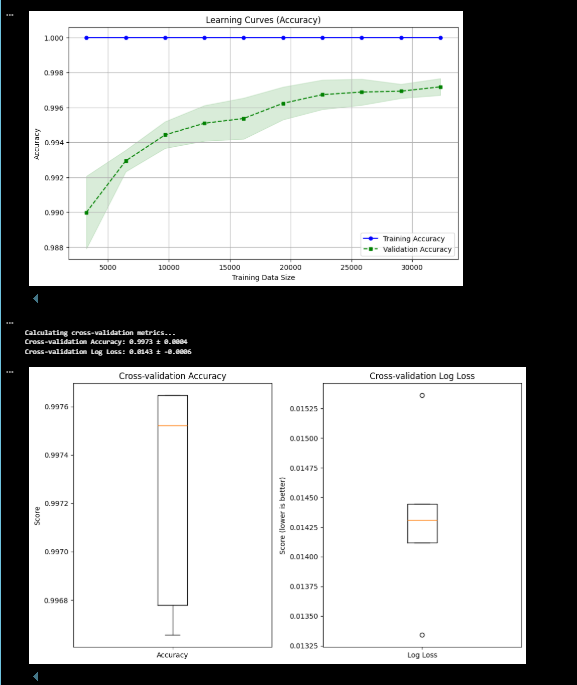 ...
Learning Curves (Accuracy)
1.000
0.998
0.996
0.994
0.992
0.990
0.988
Accuracy
Training Accuracy
Validation Accuracy
5000 10000 15000 20000 25000 30000
Training Data Size
...
Calculating cross-validation metrics...
Cross-validation Accuracy: 0.9973 ± 0.0004
Cross-validation Log Loss: 0.0143 ± -0.0006
...
Cross-validation Accuracy
0.9976
0.9974
0.9972
0.9970
0.9968
Score
Accuracy
Cross-validation Log Loss
0.01525
0.01500
0.01475
0.01450
0.01425
0.01400
0.01375
0.01350
0.01325
Score (lower is better)
Log Loss